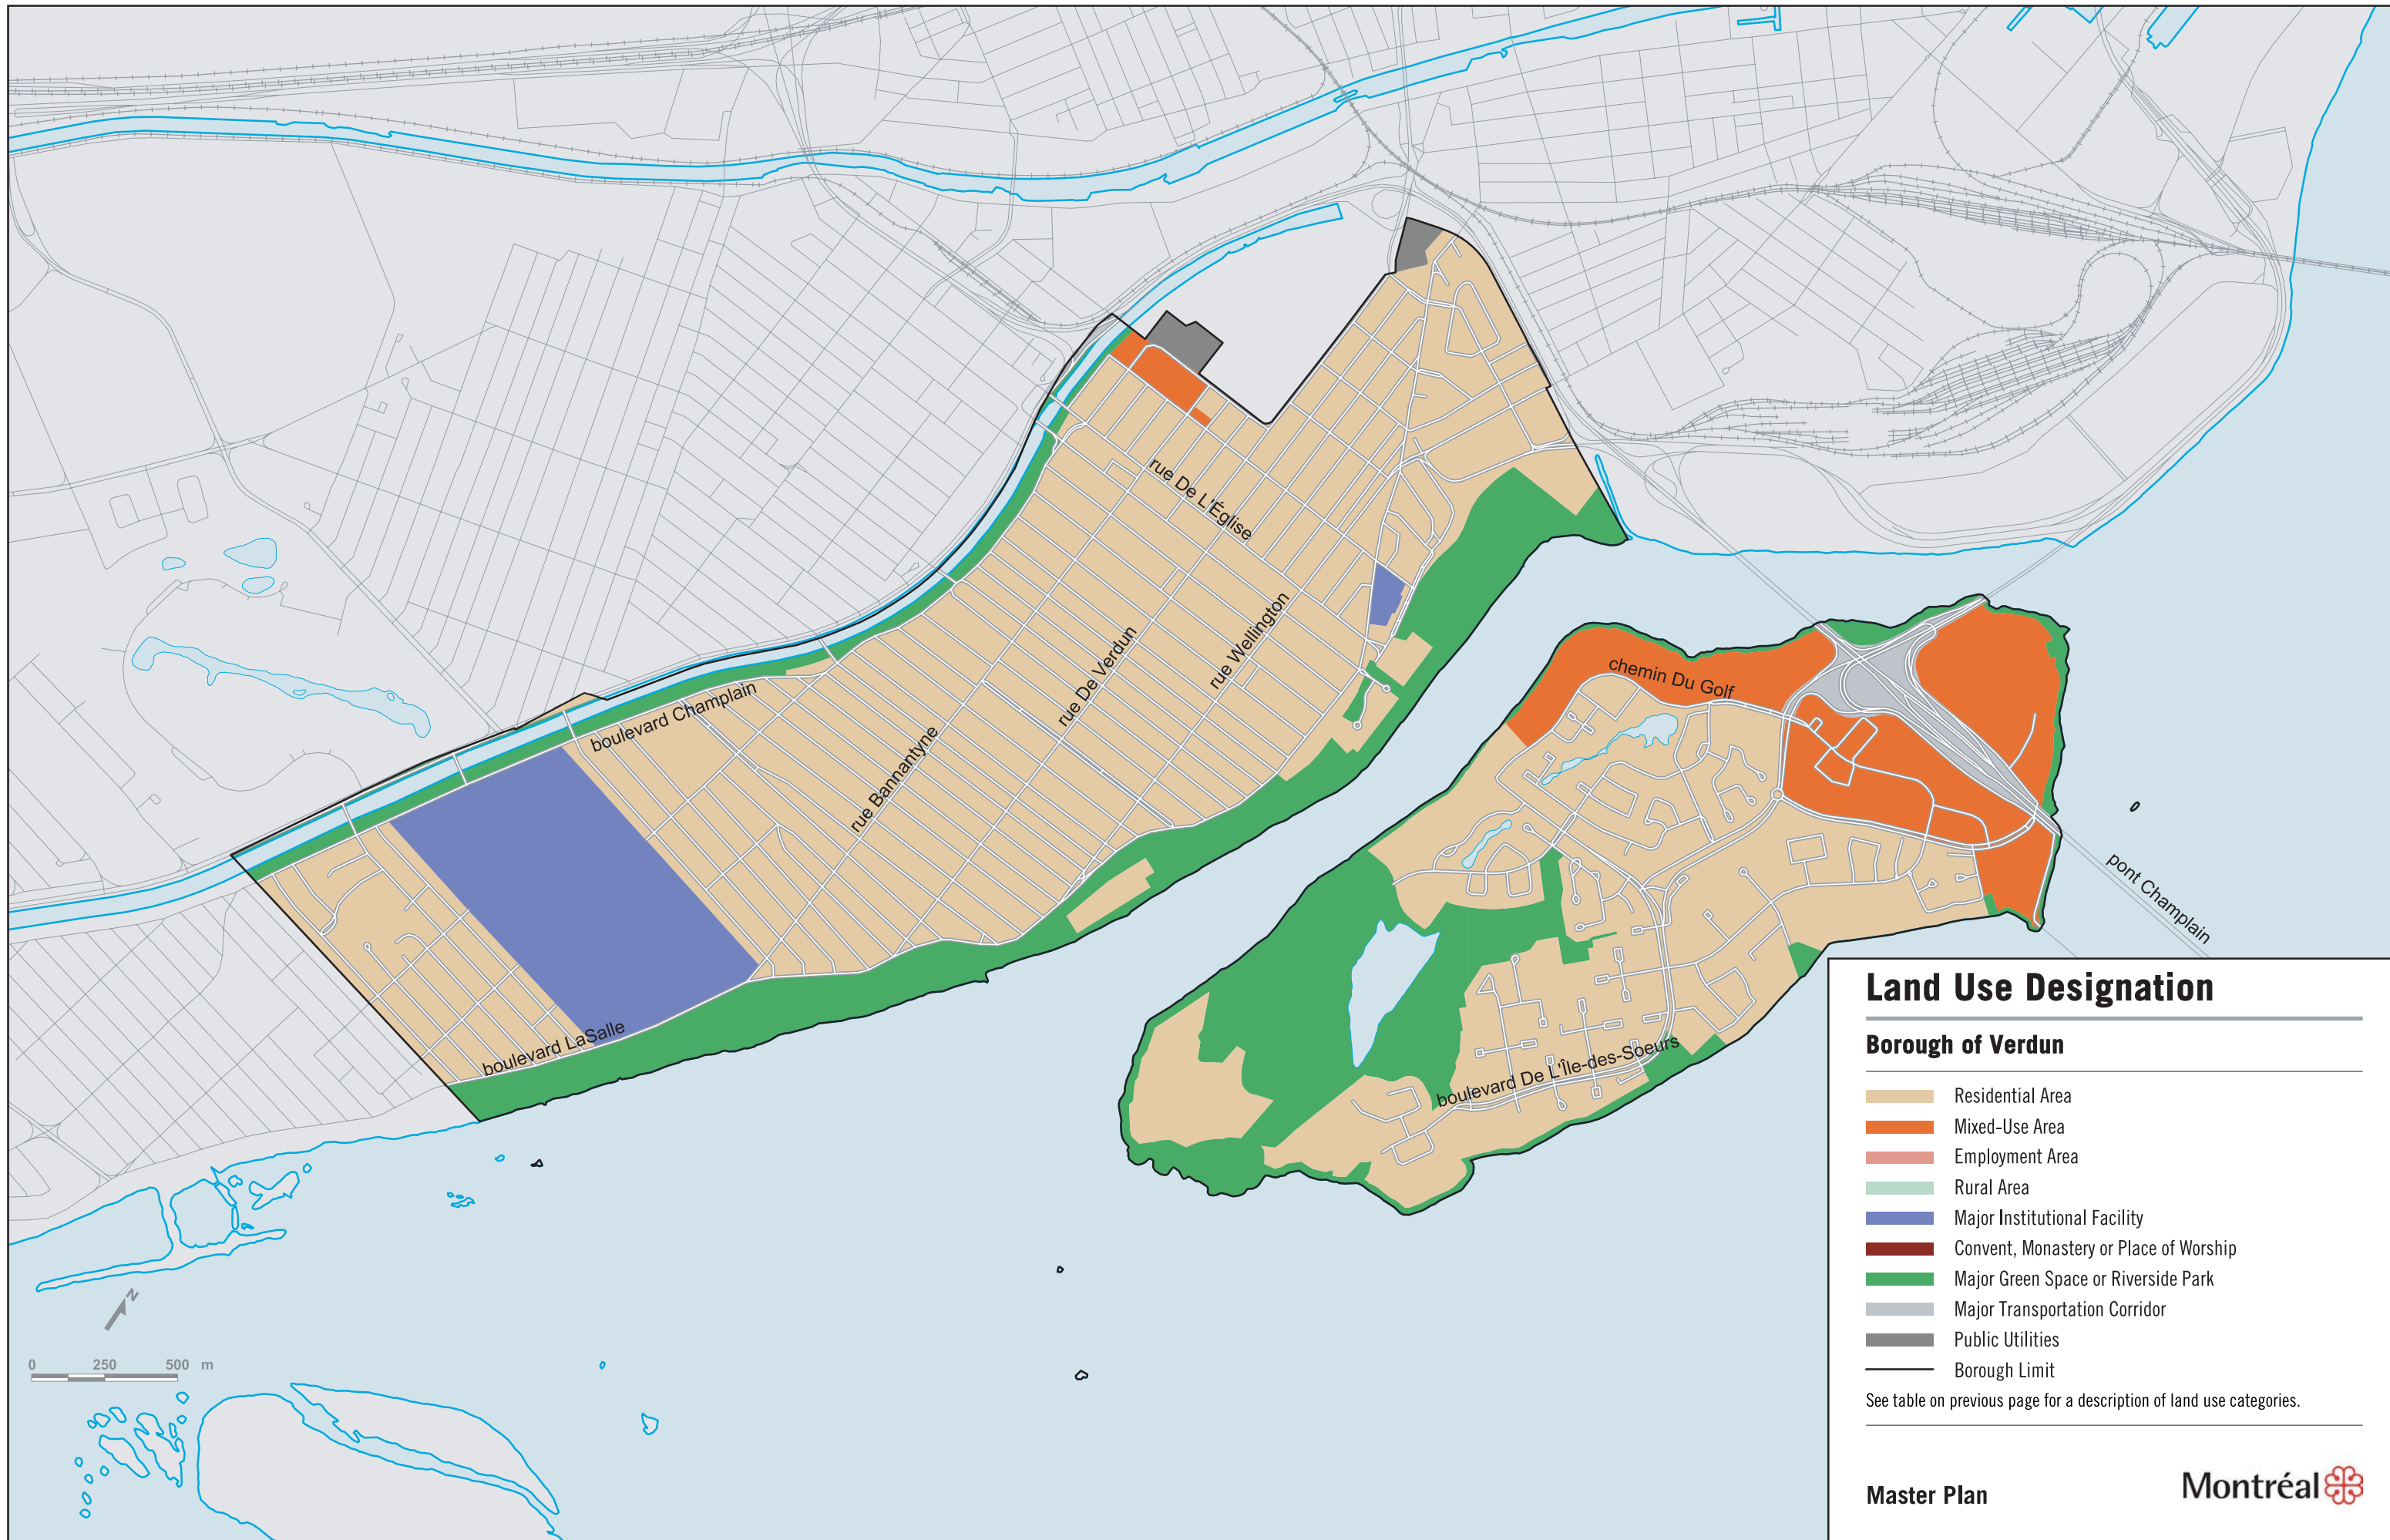 rue De L'Église
chemin Du Golf
rue De Verdun
rue Wellington
boulevard Champlain
rue Bannantyne
pont Champlain
boulevard LaSalle
boulevard De L'Île-des-Soeurs
N
0 250 500 m
Land Use Designation
Borough of Verdun
Residential Area
Mixed-Use Area
Employment Area
Rural Area
Major Institutional Facility
Convent, Monastery or Place of Worship
Major Green Space or Riverside Park
Major Transportation Corridor
Public Utilities
Borough Limit
See table on previous page for a description of land use categories.
Master Plan
Montréal